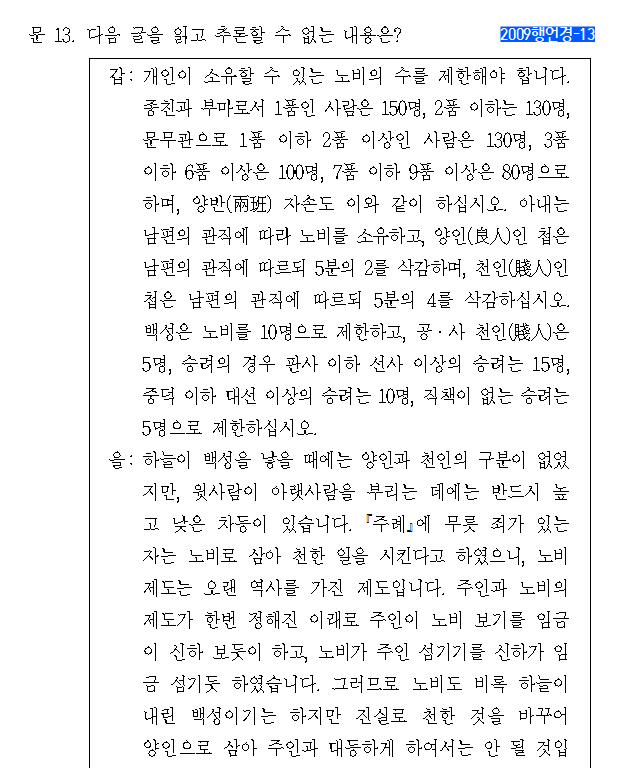 문 13. 다음 글을 읽고 추론할 수 없는 내용은?
2009행언경-13
갑: 개인이 소유할 수 있는 노비의 수를 제한해야 합니다.
종친과 부마로서 1품인 사람은 150명, 2품 이하는 130명,
문무관으로 1품 이하 2품 이상인 사람은 130명, 3품
이하 6품 이상은 100명, 7품 이하 9품 이상은 80명으로
하며, 양반(兩班) 자손도 이와 같이 하십시오. 아내는
남편의 관직에 따라 노비를 소유하고, 양인(良人)인 첩은
남편의 관직에 따르되 5분의 2를 삭감하며, 천인(賤人)인
첩은 남편의 관직에 따르되 5분의 4를 삭감하십시오.
백성은 노비를 10명으로 제한하고, 공·사 천인(賤人)은
5명, 승려의 경우 판사 이하 선사 이상의 승려는 15명,
중덕 이하 대선 이상의 승려는 10명, 직책이 없는 승려는
5명으로 제한하십시오.
을: 하늘이 백성을 낳을 때에는 양인과 천인의 구분이 없었
지만, 윗사람이 아랫사람을 부리는 데에는 반드시 높
고 낮은 차등이 있습니다. 『주례』에 무릇 죄가 있는
자는 노비로 삼아 천한 일을 시킨다고 하였으니, 노비
제도는 오랜 역사를 가진 제도입니다. 주인과 노비의
제도가 한번 정해진 이래로 주인이 노비 보기를 임금
이 신하 보듯이 하고, 노비가 주인 섬기기를 신하가 임
금 섬기듯 하였습니다. 그러므로 노비도 비록 하늘이
내린 백성이기는 하지만 진실로 천한 것을 바꾸어
양인으로 삼아 주인과 대등하게 하여서는 안 될 것입